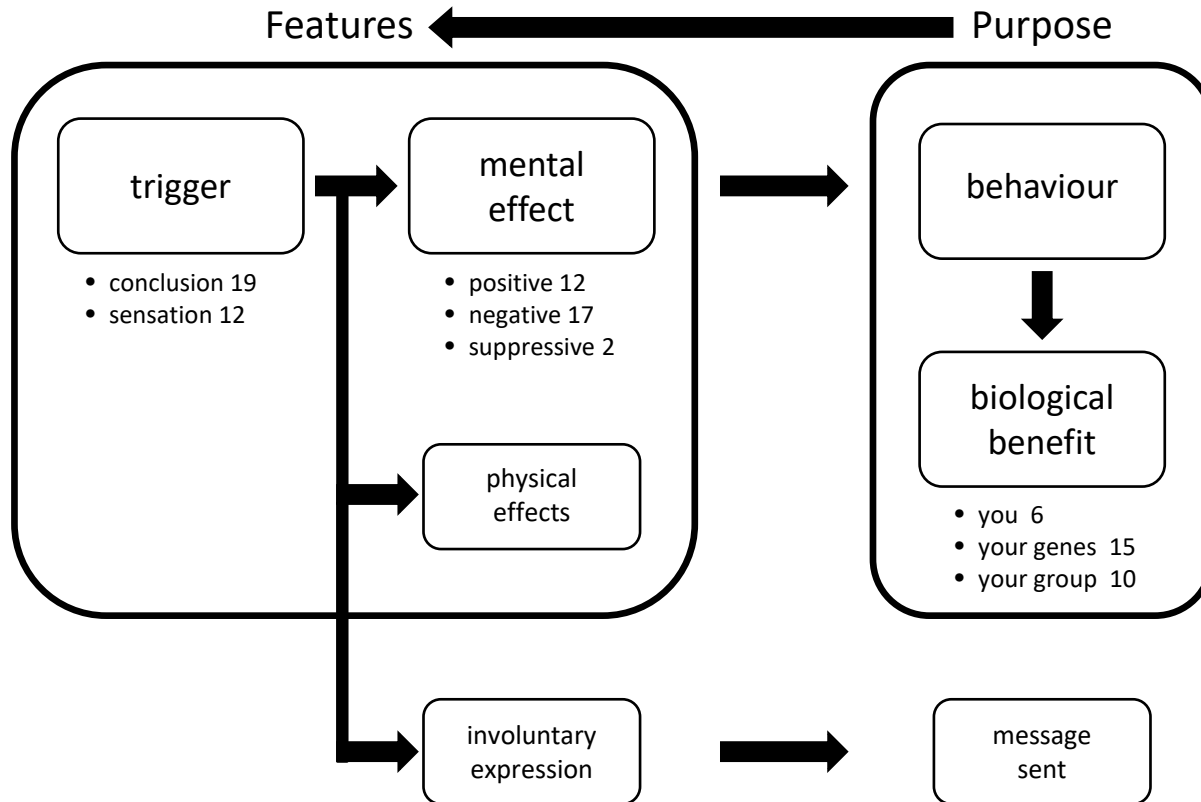 Features
Purpose
trigger
• conclusion 19
• sensation 12
mental
effect
• positive 12
• negative 17
• suppressive 2
physical
effects
involuntary
expression
behaviour
biological
benefit
• you  6
• your genes  15
• your group  10
message
sent